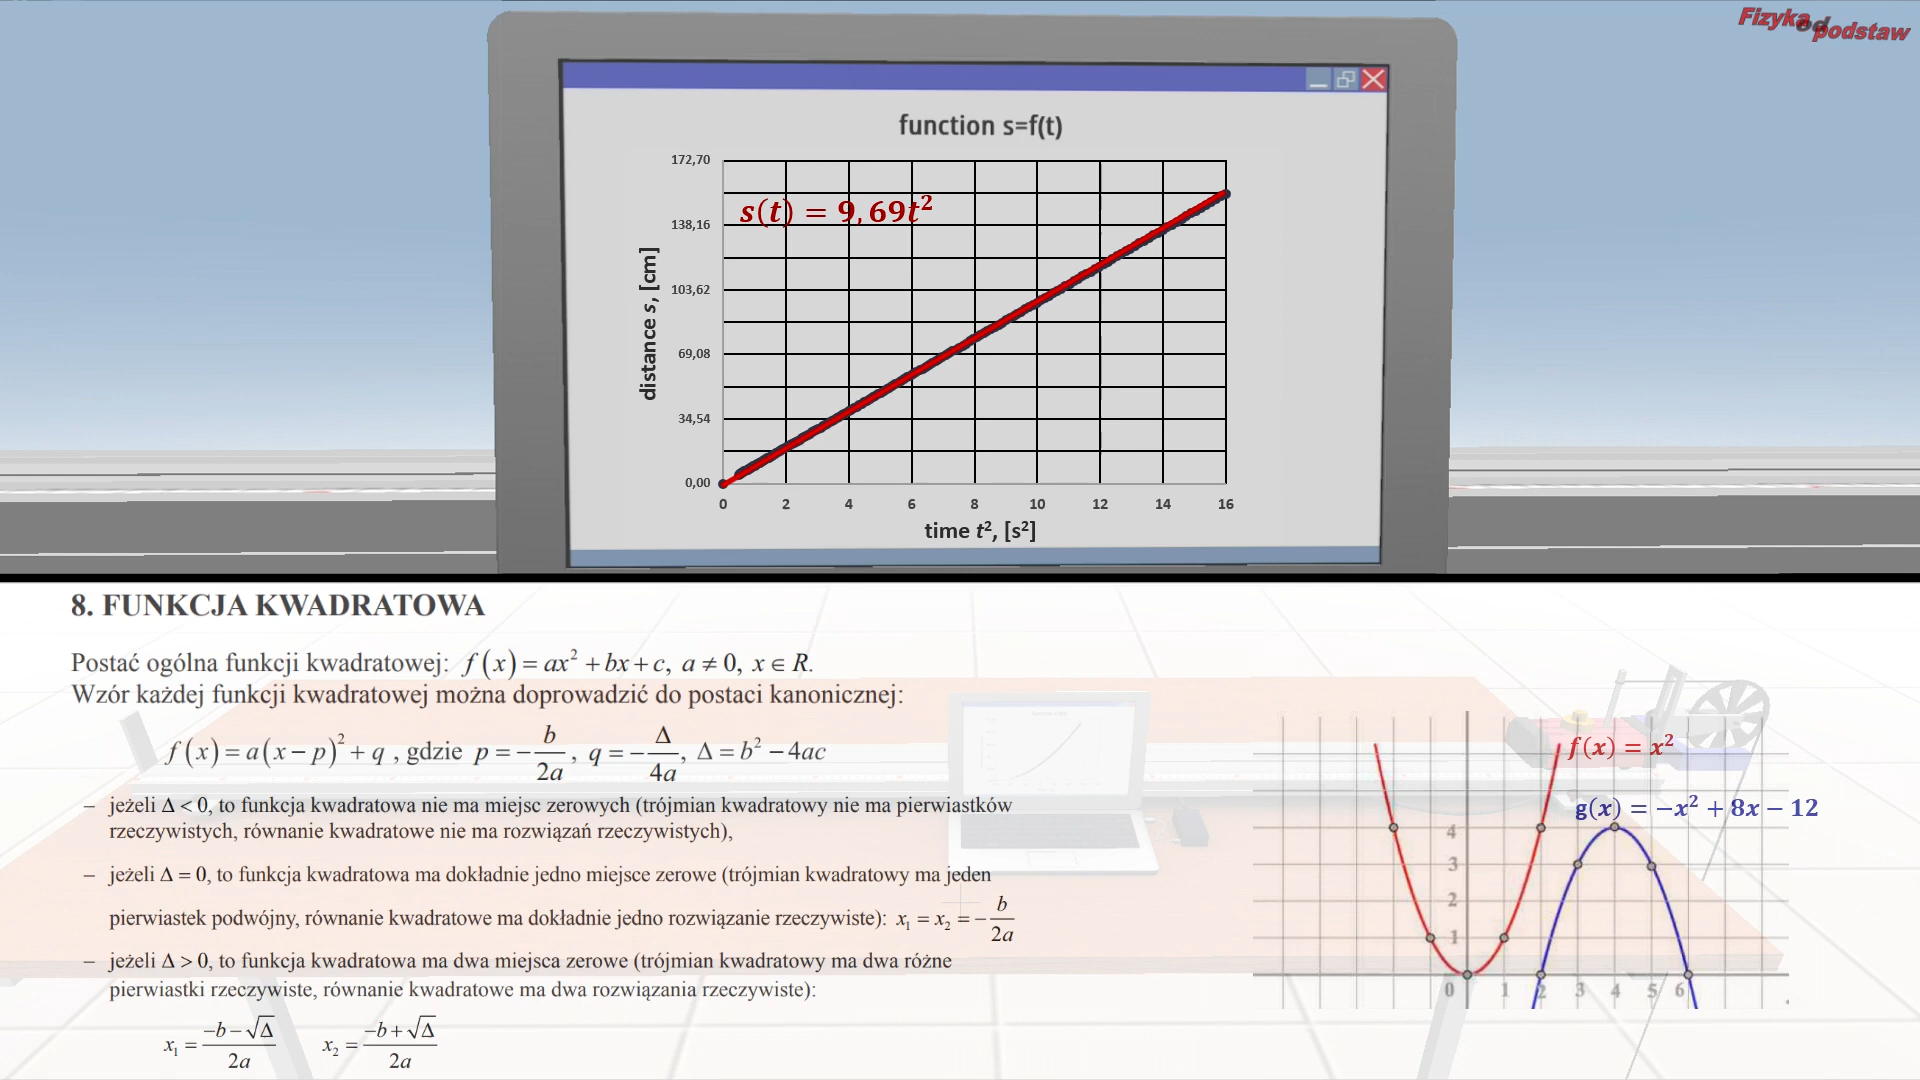 Fizyka od podstaw
function s=f(t)
172,70
138,16
103,62
69,08
34,54
0,00
s(t) = 9,69t²
distance s, [cm]
0 2 4 6 8 10 12 14 16
time t², [s²]
8. FUNKCJA KWADRATOWA
Postać ogólna funkcji kwadratowej: f(x) = ax² + bx + c, a ≠ 0, x ∈ R.
Wzór każdej funkcji kwadratowej można doprowadzić do postaci kanonicznej:
f(x) = a(x − p)² + q , gdzie p = −b/2a, q = −Δ/4a, Δ = b² − 4ac
– jeżeli Δ < 0, to funkcja kwadratowa nie ma miejsc zerowych (trójmian kwadratowy nie ma pierwiastków
rzeczywistych, równanie kwadratowe nie ma rozwiązań rzeczywistych),
– jeżeli Δ = 0, to funkcja kwadratowa ma dokładnie jedno miejsce zerowe (trójmian kwadratowy ma jeden
pierwiastek podwójny, równanie kwadratowe ma dokładnie jedno rozwiązanie rzeczywiste): x₁ = x₂ = −b/2a
– jeżeli Δ > 0, to funkcja kwadratowa ma dwa miejsca zerowe (trójmian kwadratowy ma dwa różne
pierwiastki rzeczywiste, równanie kwadratowe ma dwa rozwiązania rzeczywiste):
x₁ = (−b − √Δ)/2a x₂ = (−b + √Δ)/2a
f(x) = x²
g(x) = −x² + 8x − 12
4
3
2
1
0 1 2 3 4 5 6